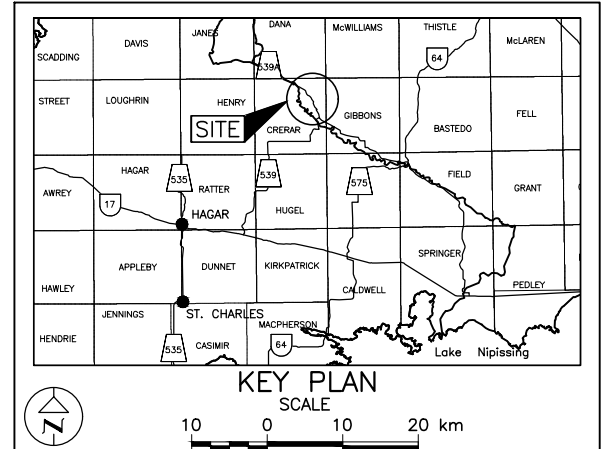 DANA McWILLIAMS THISTLE
JANES
DAVIS McLAREN
SCADDING 539A 64
STREET LOUGHRIN HENRY GIBBONS FELL
SITE CRERAR BASTEDO
HAGAR 535 539 575 FIELD
AWREY RATTER GRANT
17 HAGAR HUGEL
SPRINGER
APPLEBY DUNNET KIRKPATRICK
HAWLEY CALDWELL PEDLEY
JENNINGS ST. CHARLES
MACPHERSON
HENDRIE 535 CASIMIR 64 Lake Nipissing
KEY PLAN
SCALE
N
10 0 10 20 km